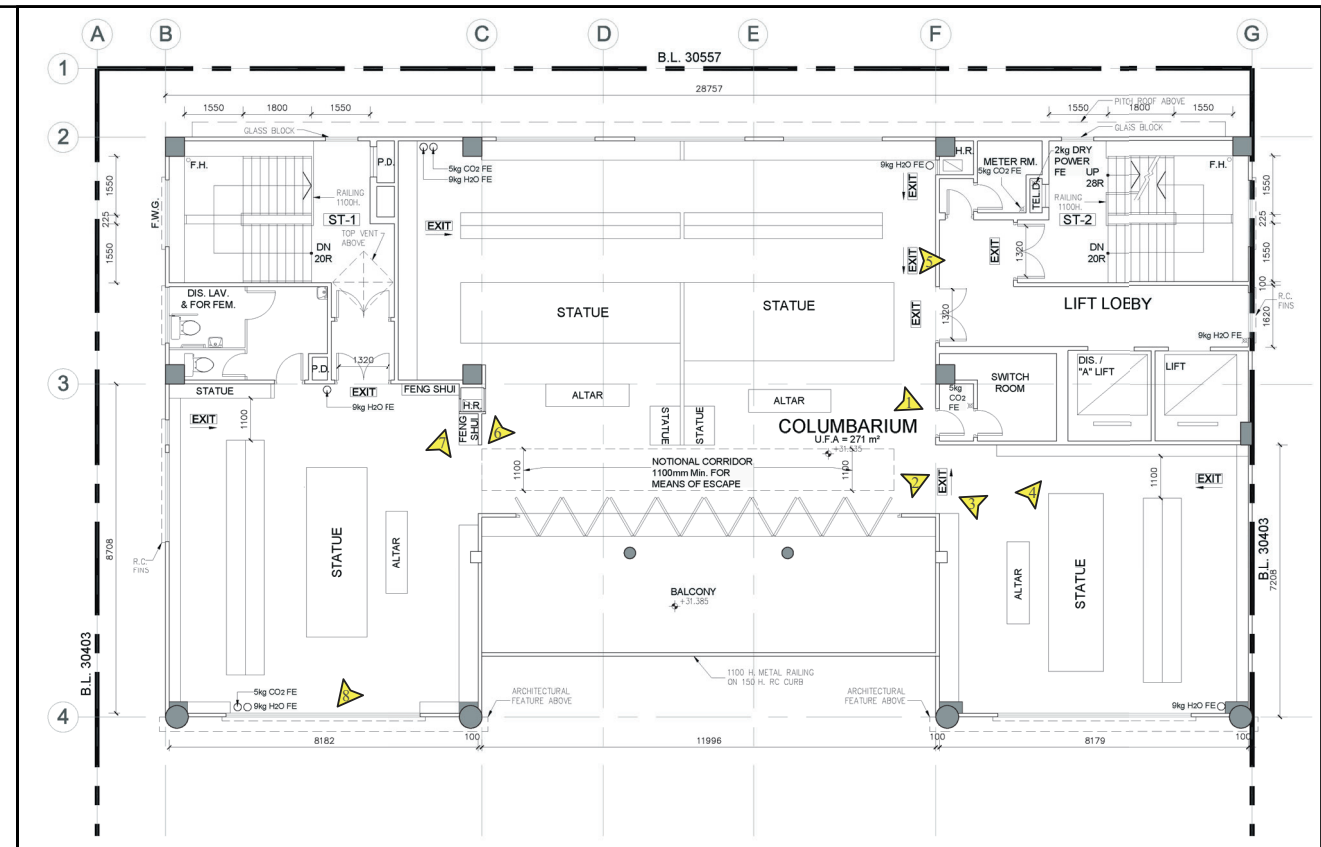 A
B
C
D
E
F
G
1
B.L. 30557
28757
1550
1800
1550
1550
1800
1550
PITCH ROOF ABOVE
GLASS BLOCK
GLASS BLOCK
2
F.H.
P.D.
5kg CO2 FE
9kg H2O FE
9kg H2O FE
H.R.
METER RM.
5kg CO2 FE
2kg DRY
POWER
FE
UP
28R
F.H.
TEL.D.
EXIT
1550
225
1550
F.W.G.
RAILING
1100H.
ST-1
TOP VENT
ABOVE
DN
20R
EXIT
EXIT
5
EXIT
1320
RAILING
1100H.
ST-2
DN
20R
1550
225
1550
100
1620
R.C.
FINS
DIS. LAV.
& FOR FEM.
STATUE
STATUE
EXIT
1320
LIFT LOBBY
9kg H2O FE
1320
P.D.
3
STATUE
EXIT
FENG SHUI
9kg H2O FE
H.R.
FENG
SHUI
ALTAR
ALTAR
STATUE
STATUE
1
5kg
CO2
FE
SWITCH
ROOM
DIS. /
"A" LIFT
LIFT
EXIT
1100
7
6
COLUMBARIUM
U.F.A = 271 m²
+31.535
1100
NOTIONAL CORRIDOR
1100mm Min. FOR
MEANS OF ESCAPE
1100
2
EXIT
3
4
1100
EXIT
STATUE
ALTAR
8708
R.C.
FINS
BALCONY
+31.385
ALTAR
STATUE
B.L. 30403
7208
B.L. 30403
1100 H. METAL RAILING
ON 150 H. RC CURB
5kg CO2 FE
9kg H2O FE
8
ARCHITECTURAL
FEATURE ABOVE
ARCHITECTURAL
FEATURE ABOVE
9kg H2O FE
4
8182
100
11996
100
8179
100